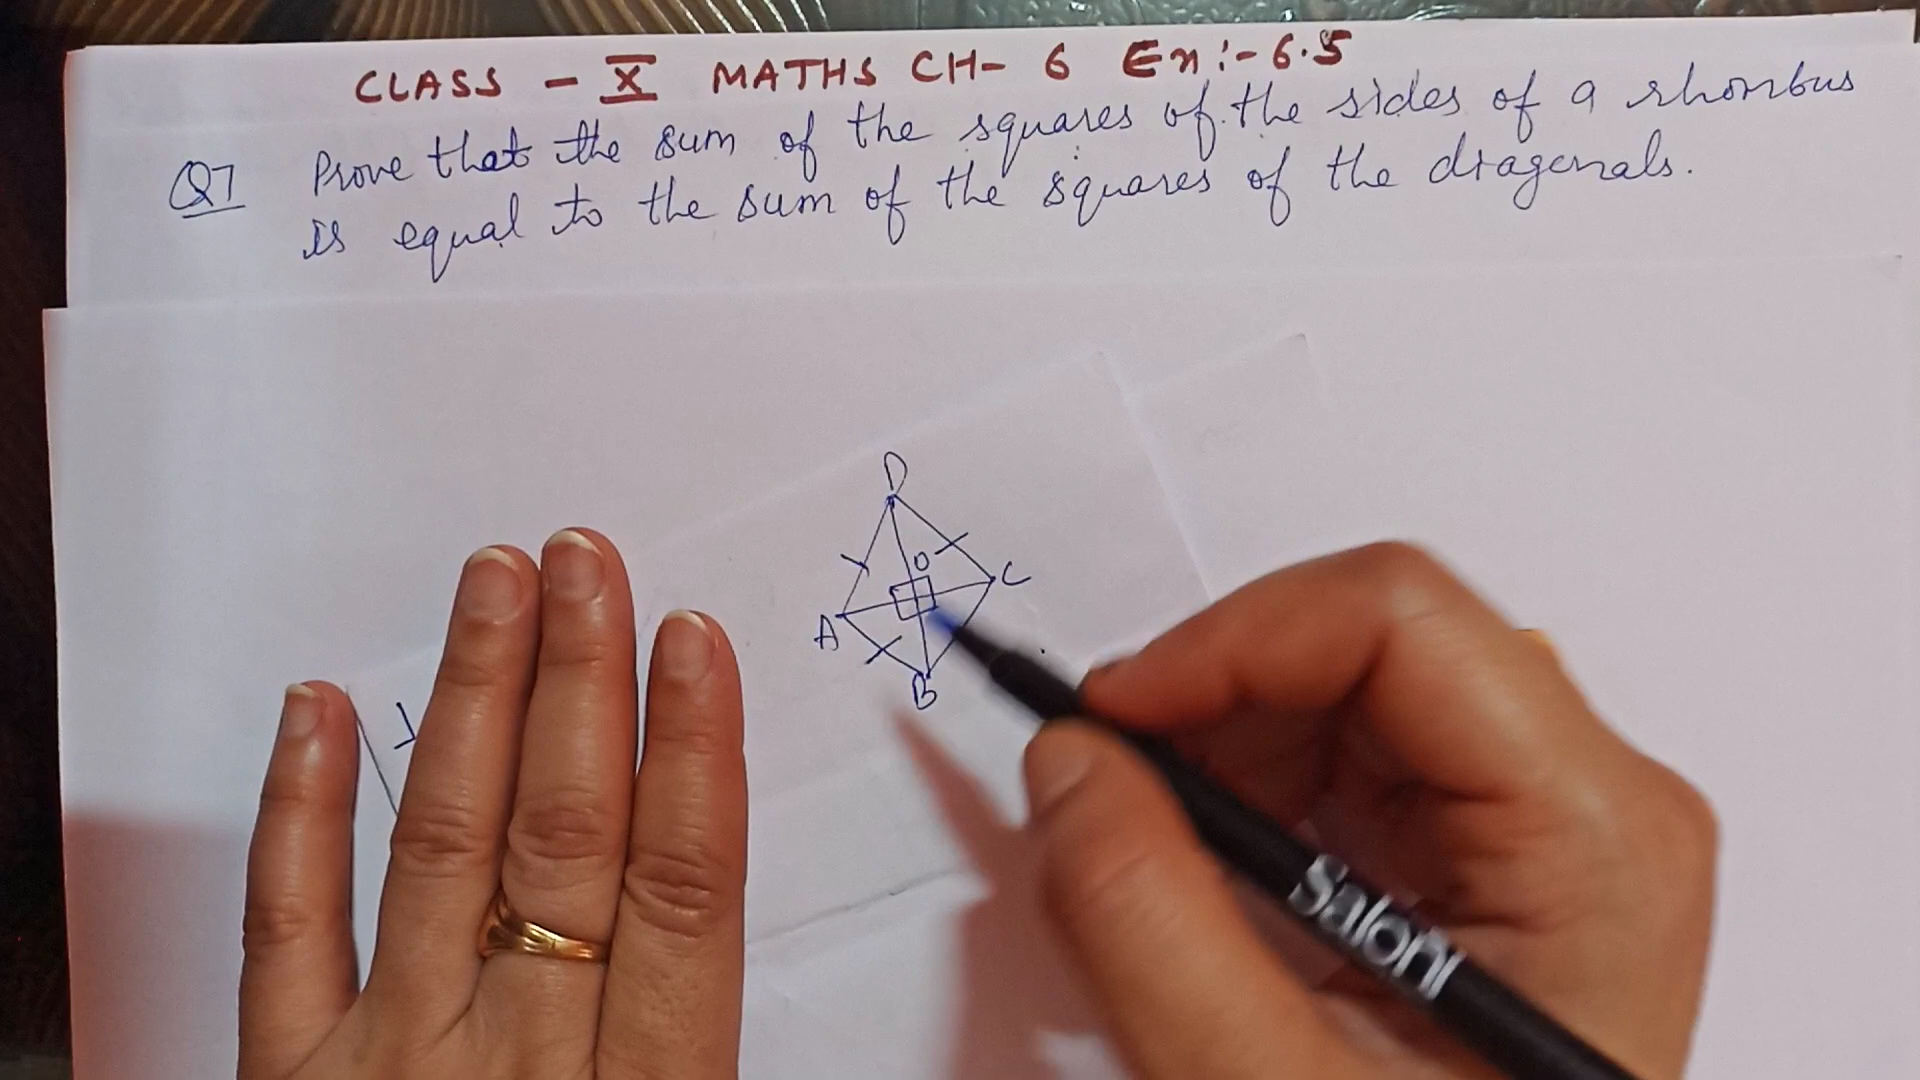 CLASS - X MATHS CH- 6 Ex:- 6.5
Q7 Prove that the sum of the squares of the sides of a rhombus
is equal to the sum of the squares of the diagonals.
D
O
C
A
B
Saloni